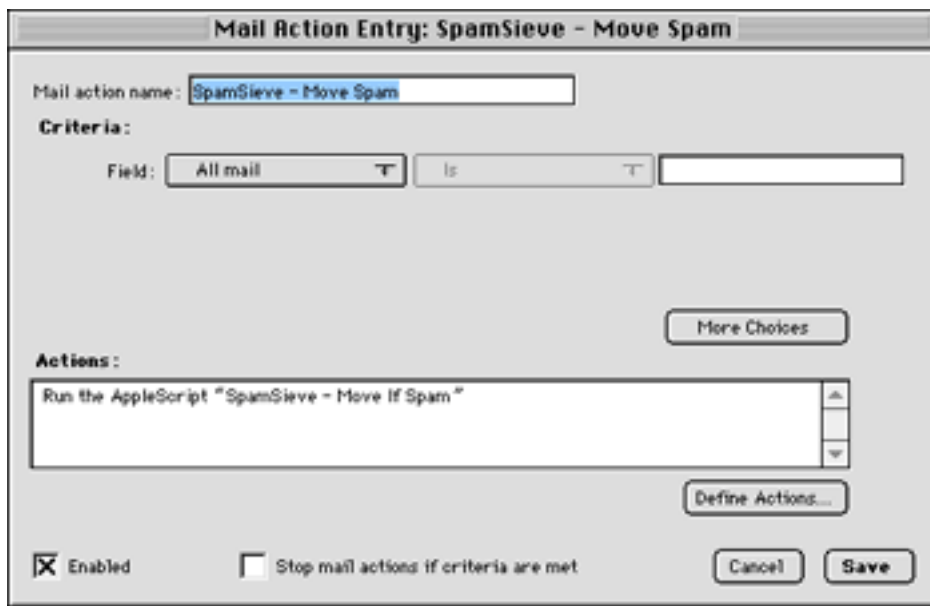 Mail Action Entry: SpamSieve – Move Spam
Mail action name: SpamSieve – Move Spam
Criteria:
Field: All mail Is
More Choices
Actions:
Run the AppleScript "SpamSieve – Move If Spam"
Define Actions...
Enabled Stop mail actions if criteria are met Cancel Save